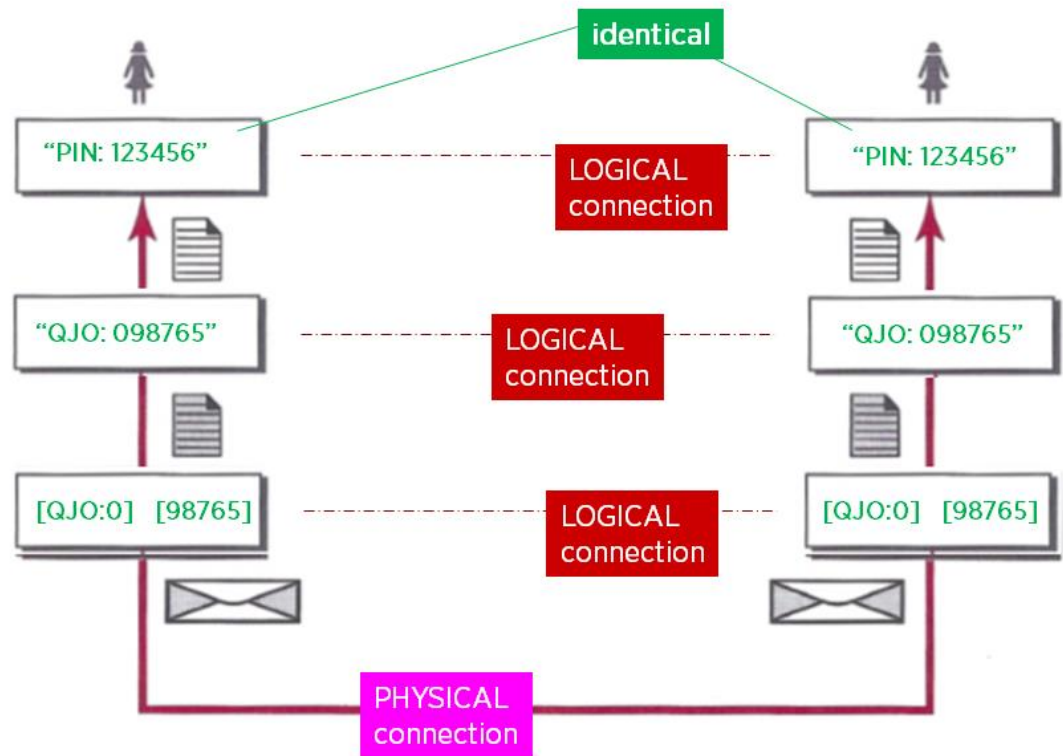 identical
“PIN: 123456”
“PIN: 123456”
LOGICAL
connection
“QJO: 098765”
“QJO: 098765”
LOGICAL
connection
[QJO:0] [98765]
[QJO:0] [98765]
LOGICAL
connection
PHYSICAL
connection